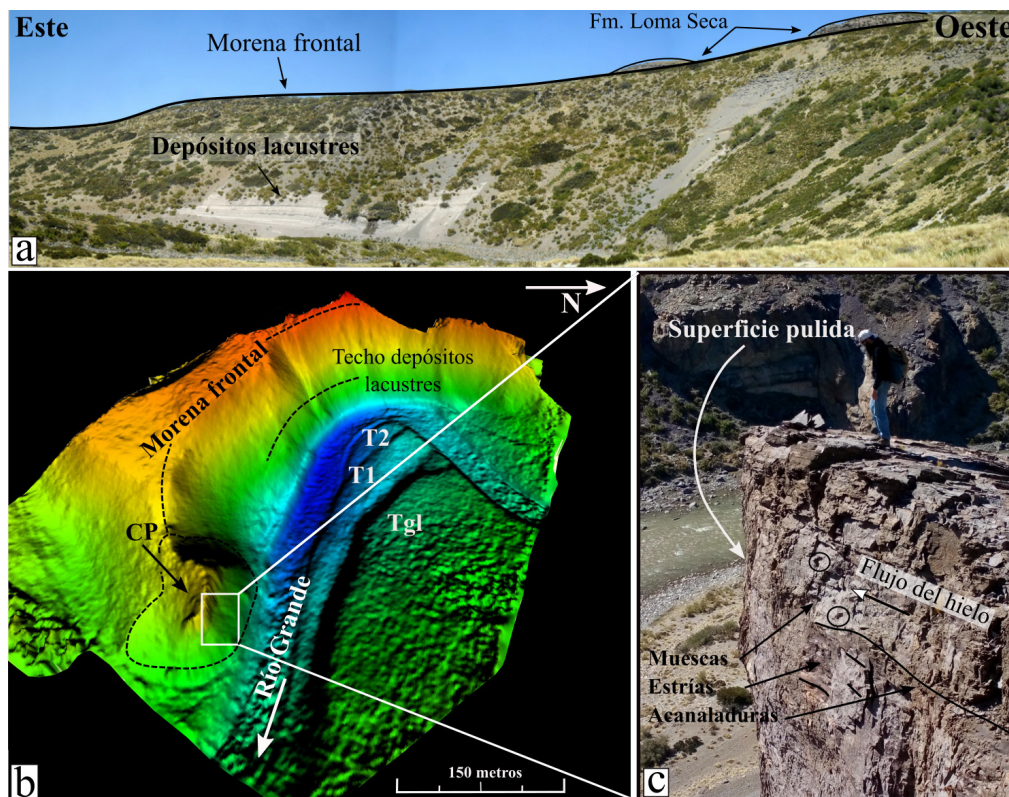 Este
Morena frontal
Fm. Loma Seca
Oeste
Depósitos lacustres
a
N
Techo depósitos
lacustres
Morena frontal
T2
T1
Tgl
CP
Río Grande
150 metros
b
Superficie pulida
Flujo del hielo
Muescas
Estrías
Acanaladuras
c